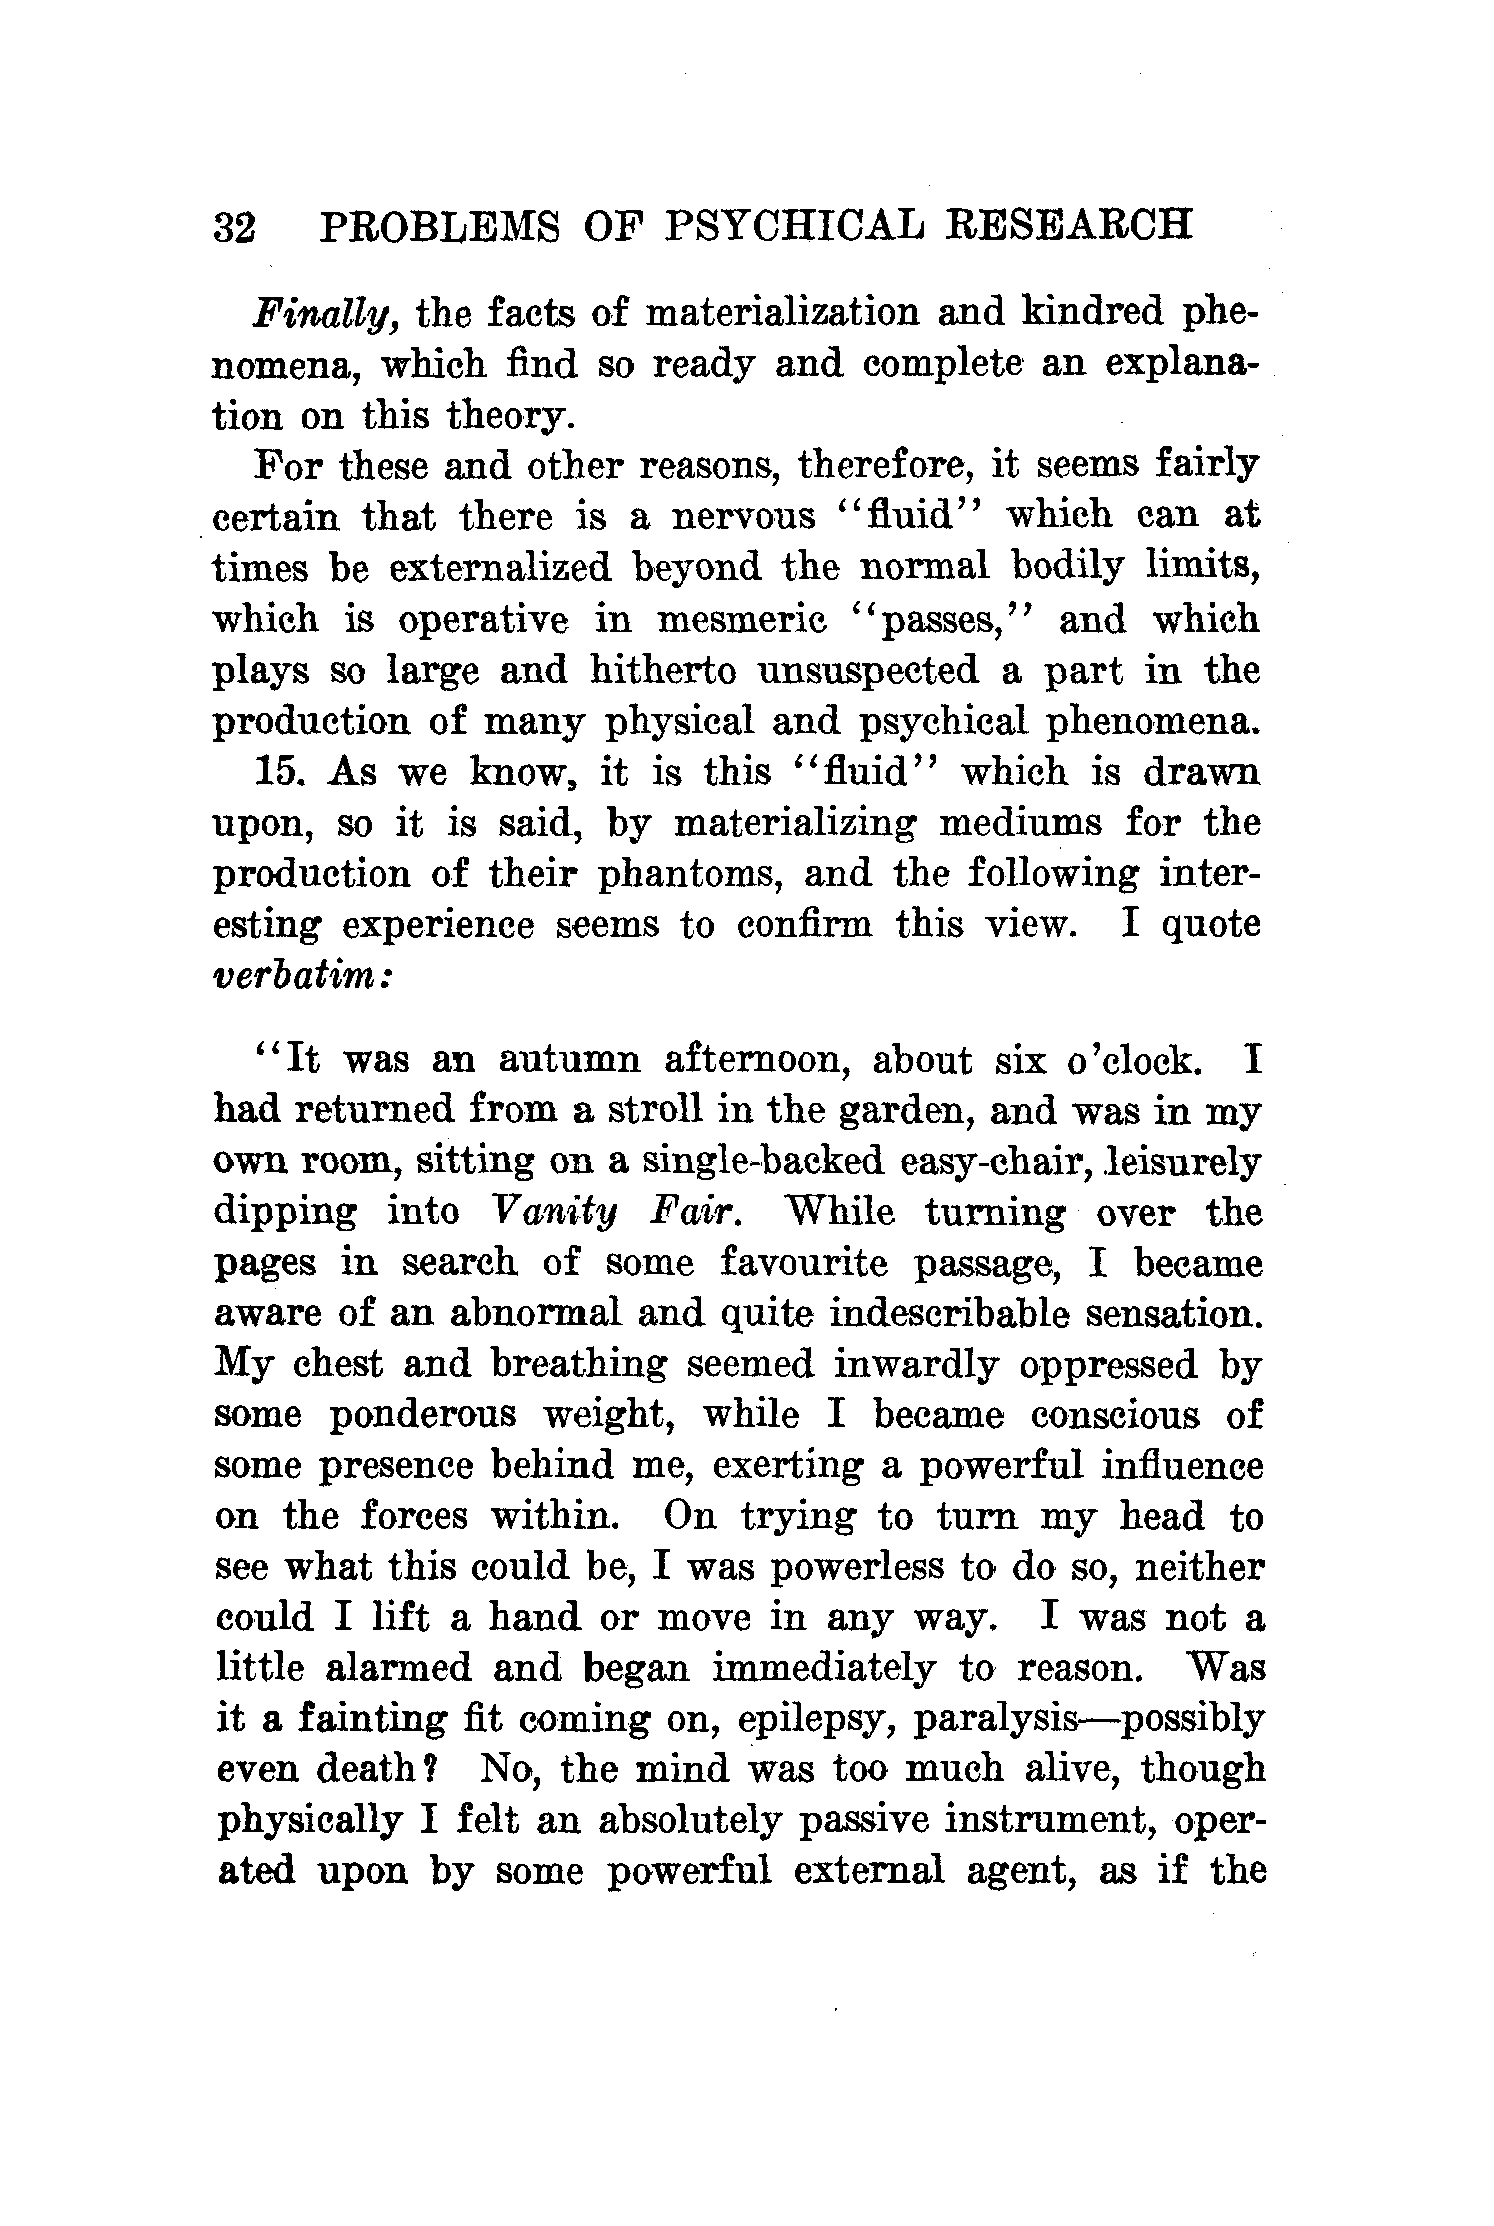 32 PROBLEMS OF PSYCHICAL RESEARCH
Finally, the facts of materialization and kindred phe-
nomena, which find so ready and complete an explana-
tion on this theory.
For these and other reasons, therefore, it seems fairly
certain that there is a nervous “fluid” which can at
times be externalized beyond the normal bodily limits,
which is operative in mesmeric “passes,” and which
plays so large and hitherto unsuspected a part in the
production of many physical and psychical phenomena.
15. As we know, it is this “fluid” which is drawn
upon, so it is said, by materializing mediums for the
production of their phantoms, and the following inter-
esting experience seems to confirm this view. I quote
verbatim:
“It was an autumn afternoon, about six o’clock. I
had returned from a stroll in the garden, and was in my
own room, sitting on a single-backed easy-chair, leisurely
dipping into Vanity Fair. While turning over the
pages in search of some favourite passage, I became
aware of an abnormal and quite indescribable sensation.
My chest and breathing seemed inwardly oppressed by
some ponderous weight, while I became conscious of
some presence behind me, exerting a powerful influence
on the forces within. On trying to turn my head to
see what this could be, I was powerless to do so, neither
could I lift a hand or move in any way. I was not a
little alarmed and began immediately to reason. Was
it a fainting fit coming on, epilepsy, paralysis—possibly
even death? No, the mind was too much alive, though
physically I felt an absolutely passive instrument, oper-
ated upon by some powerful external agent, as if the